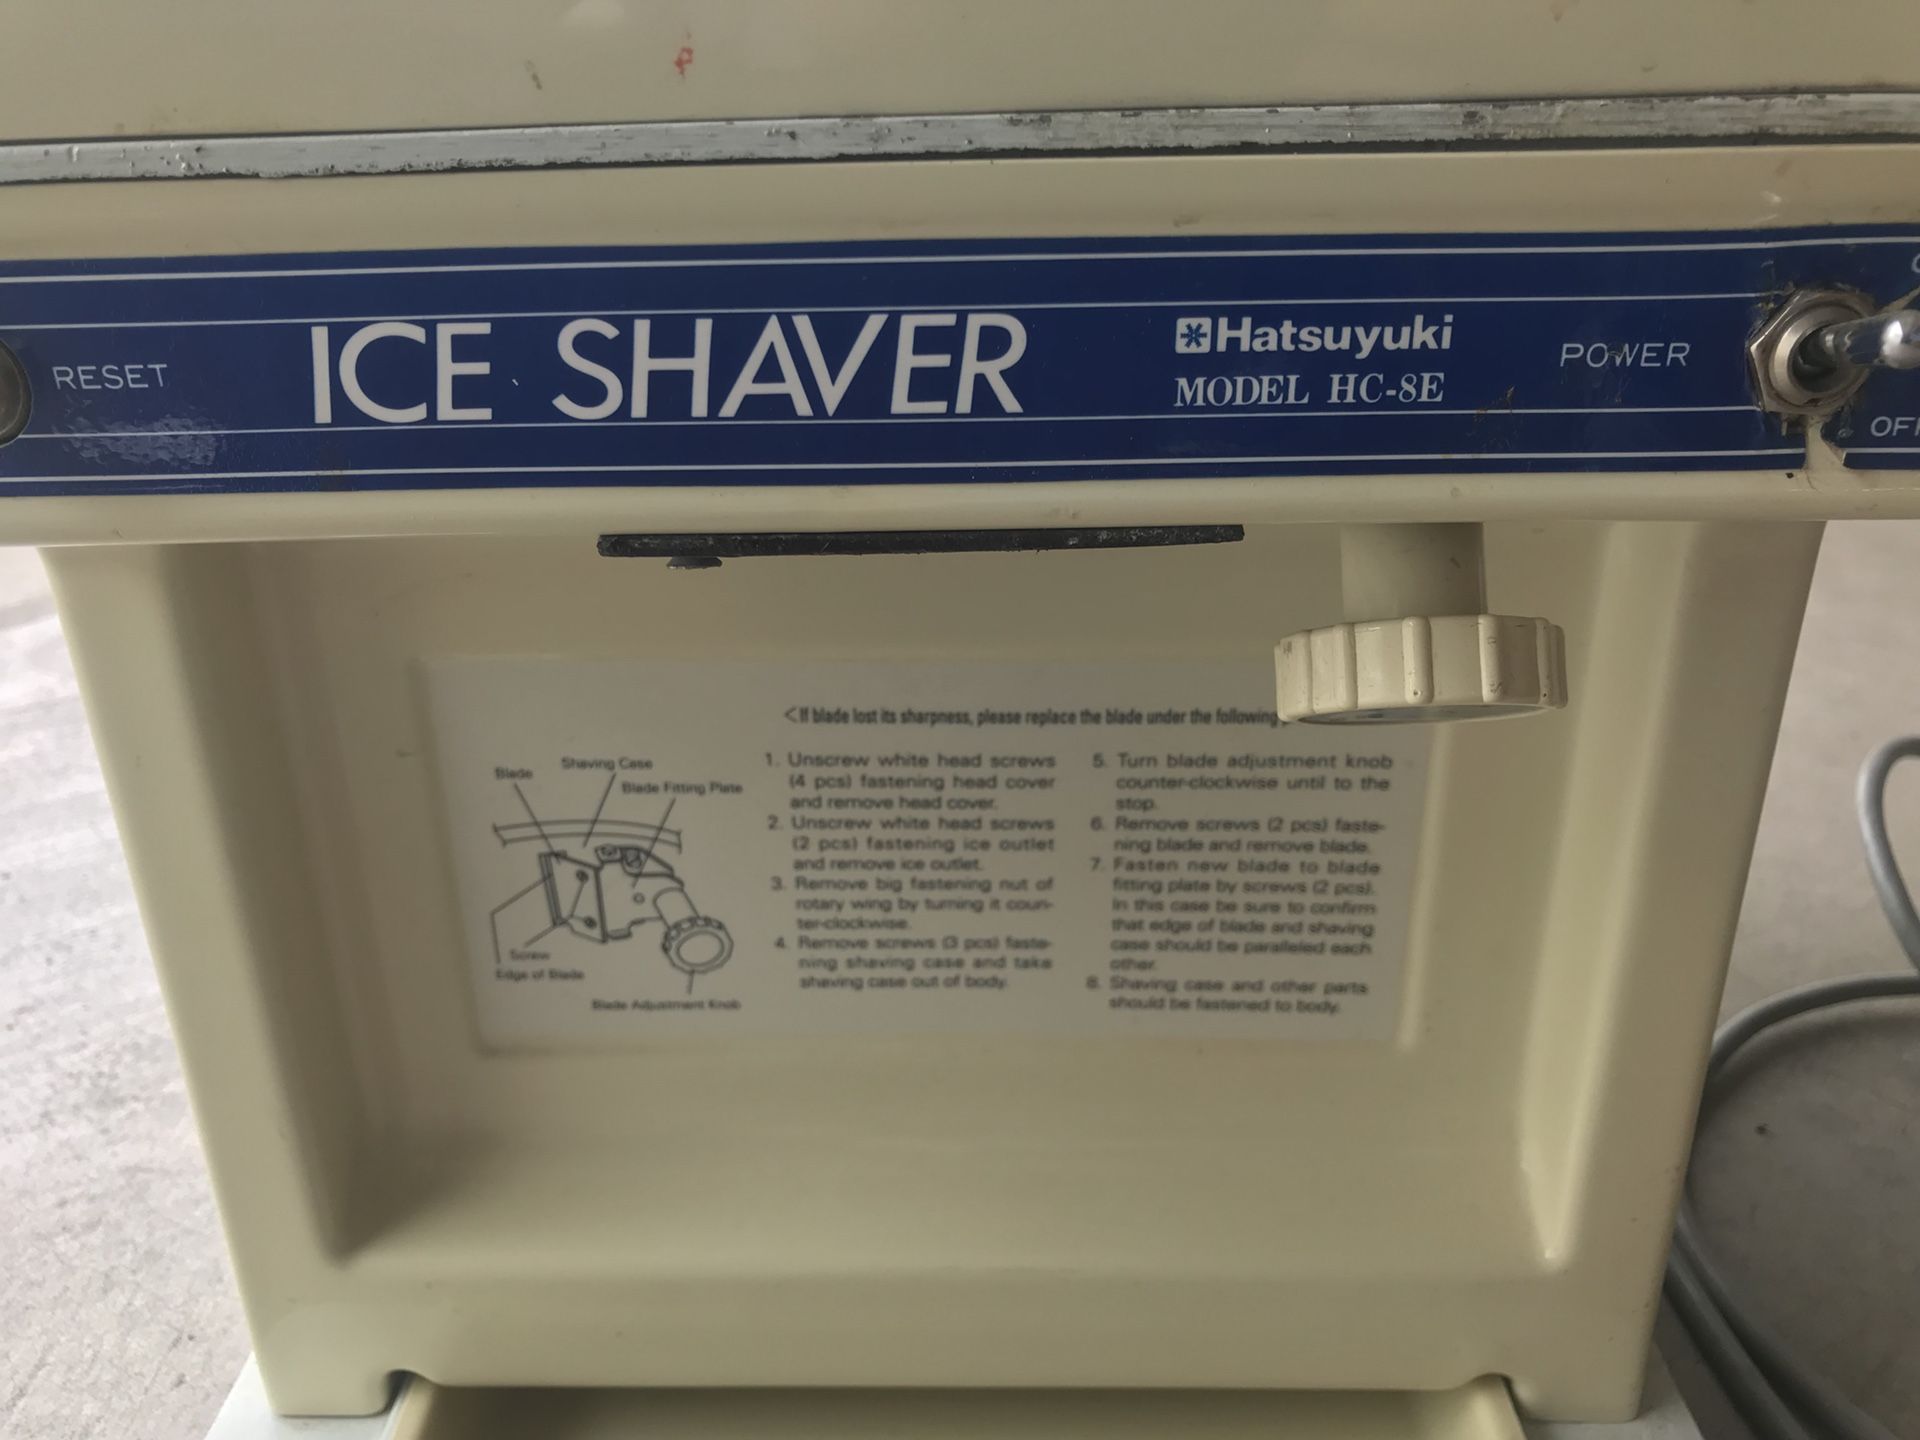 RESET
ICE SHAVER
Hatsuyuki
MODEL HC-8E
POWER
<If blade lost its sharpness, please replace the blade under the following
Blade
Shaving Case
Blade Fitting Plate
Screw
Edge of Blade
Blade Adjustment Knob
1. Unscrew white head screws
(4 pcs) fastening head cover
and remove head cover.
2. Unscrew white head screws
(2 pcs) fastening ice outlet
and remove ice outlet.
3. Remove big fastening nut of
rotary wing by turning it coun-
ter-clockwise.
4. Remove screws (3 pcs) faste-
ning shaving case and take
shaving case out of body.
5. Turn blade adjustment knob
counter-clockwise until to the
stop.
6. Remove screws (2 pcs) faste-
ning blade and remove blade.
7. Fasten new blade to blade
fitting plate by screws (2 pcs).
In this case be sure to confirm
that edge of blade and shaving
case should be paralleled each
other.
8. Shaving case and other parts
should be fastened to body.